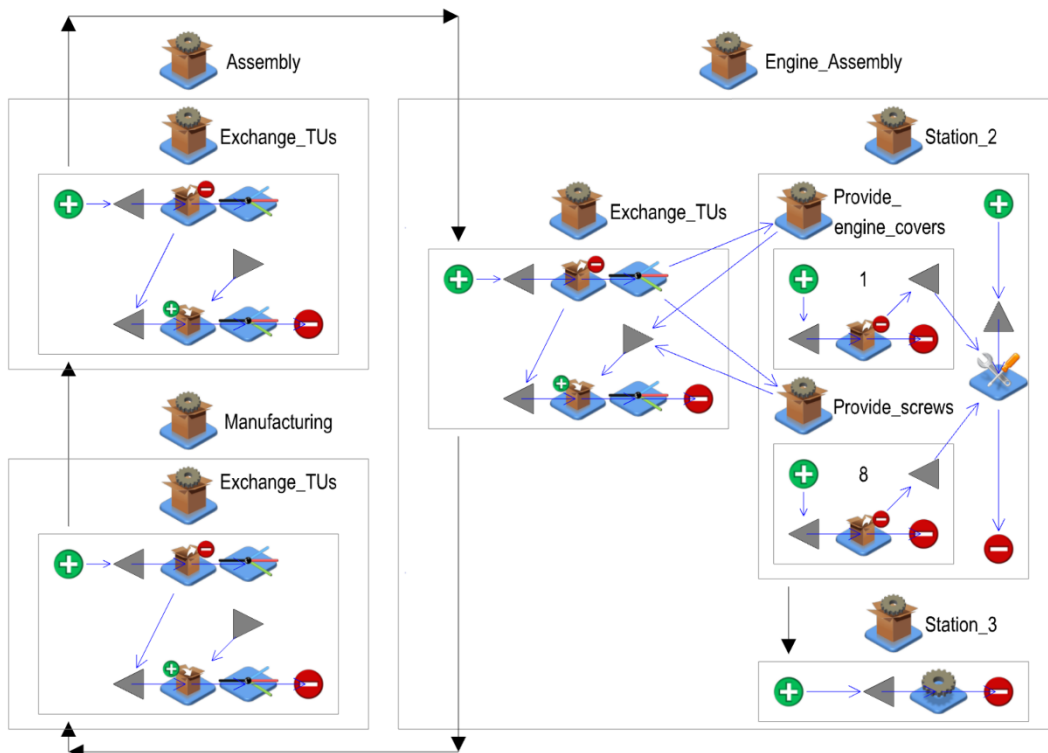 Assembly
Engine_Assembly
Exchange_TUs
Station_2
Exchange_TUs
Provide_
engine_covers
1
Provide_screws
Manufacturing
8
Exchange_TUs
Station_3